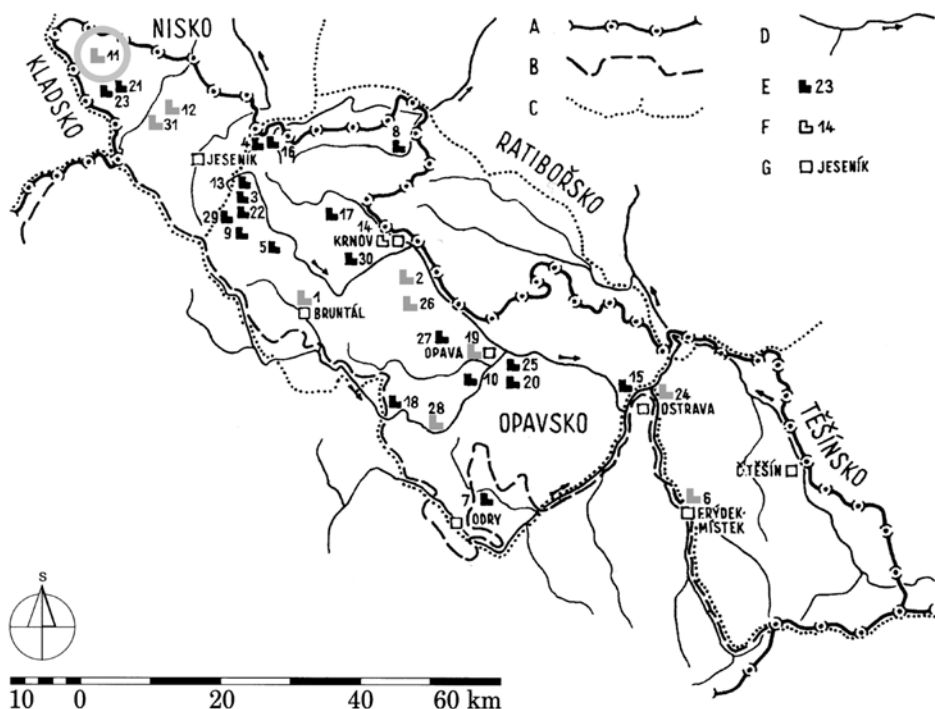 NISKO
KLADSKO
11
21
23
12
31
JESENÍK
4
16
8
RATIBOŘSKO
A
B
C
D
E 23
F 14
G JESENÍK
13
3
22
29
9
5
17
14
KRNOV
30
2
26
1
BRUNTÁL
27
19
OPAVA
25
10
20
15
OSTRAVA
24
18
28
OPAVSKO
TĚŠÍNSKO
Č.TĚŠÍN
7
ODRY
6
FRÝDEK-
MÍSTEK
S
10 0 20 40 60 km